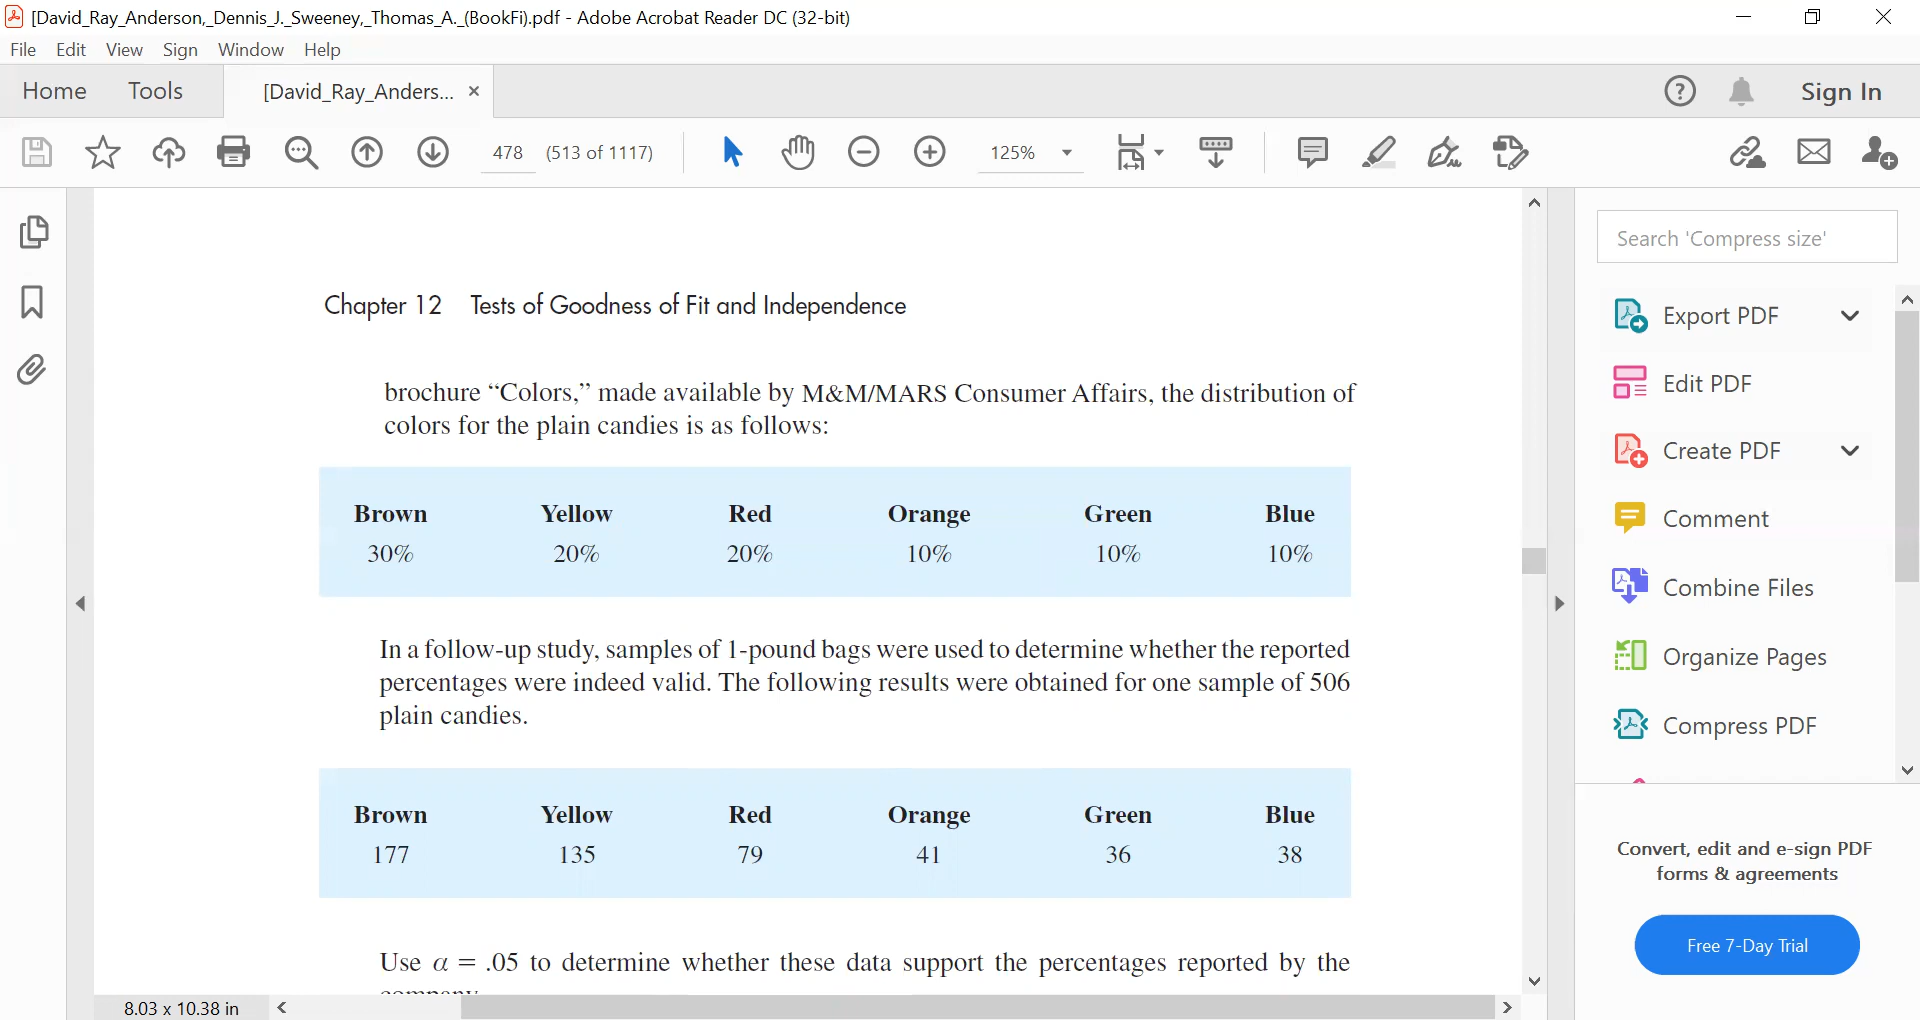 [David_Ray_Anderson,_Dennis_J._Sweeney,_Thomas_A._(BookFi).pdf - Adobe Acrobat Reader DC (32-bit)
File Edit View Sign Window Help
Home Tools [David_Ray_Anders... × Sign In
478 (513 of 1117) 125%
Search 'Compress size'
Chapter 12 Tests of Goodness of Fit and Independence
brochure “Colors,” made available by M&M/MARS Consumer Affairs, the distribution of
colors for the plain candies is as follows:
Brown Yellow Red Orange Green Blue
30% 20% 20% 10% 10% 10%
In a follow-up study, samples of 1-pound bags were used to determine whether the reported
percentages were indeed valid. The following results were obtained for one sample of 506
plain candies.
Brown Yellow Red Orange Green Blue
177 135 79 41 36 38
Use α = .05 to determine whether these data support the percentages reported by the
8.03 x 10.38 in
Export PDF
Edit PDF
Create PDF
Comment
Combine Files
Organize Pages
Compress PDF
Convert, edit and e-sign PDF
forms & agreements
Free 7-Day Trial